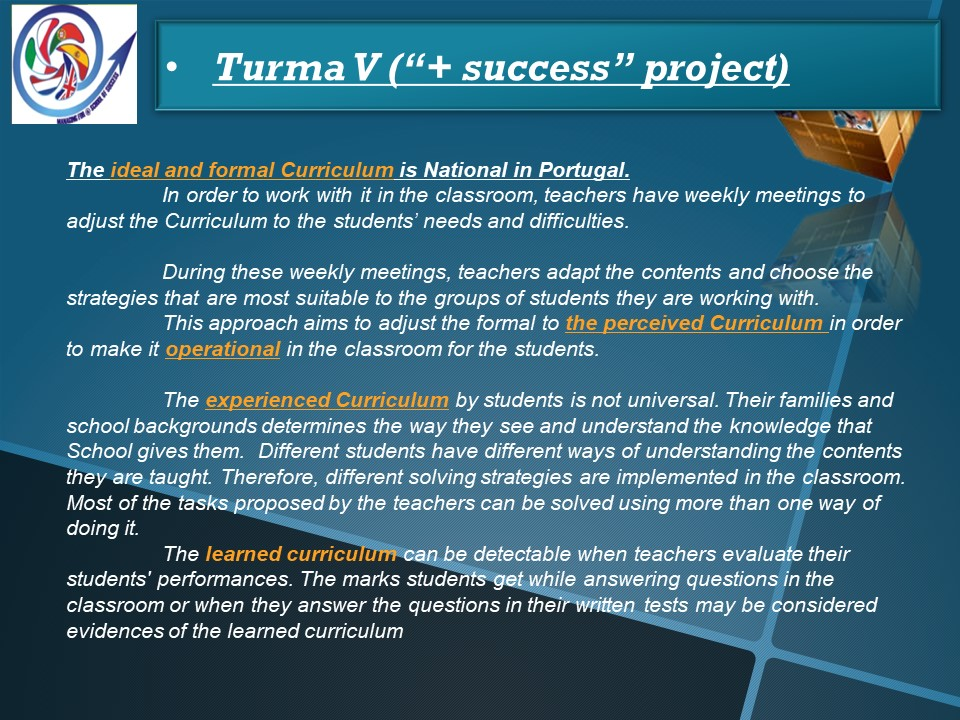 • Turma V (“+ success” project)
MANAGING FOR @ SCHOOL OF SUCCESS
The ideal and formal Curriculum is National in Portugal.
In order to work with it in the classroom, teachers have weekly meetings to
adjust the Curriculum to the students’ needs and difficulties.
During these weekly meetings, teachers adapt the contents and choose the
strategies that are most suitable to the groups of students they are working with.
This approach aims to adjust the formal to the perceived Curriculum in order
to make it operational in the classroom for the students.
The experienced Curriculum by students is not universal. Their families and
school backgrounds determines the way they see and understand the knowledge that
School gives them.  Different students have different ways of understanding the contents
they are taught. Therefore, different solving strategies are implemented in the classroom.
Most of the tasks proposed by the teachers can be solved using more than one way of
doing it.
The learned curriculum can be detectable when teachers evaluate their
students' performances. The marks students get while answering questions in the
classroom or when they answer the questions in their written tests may be considered
evidences of the learned curriculum